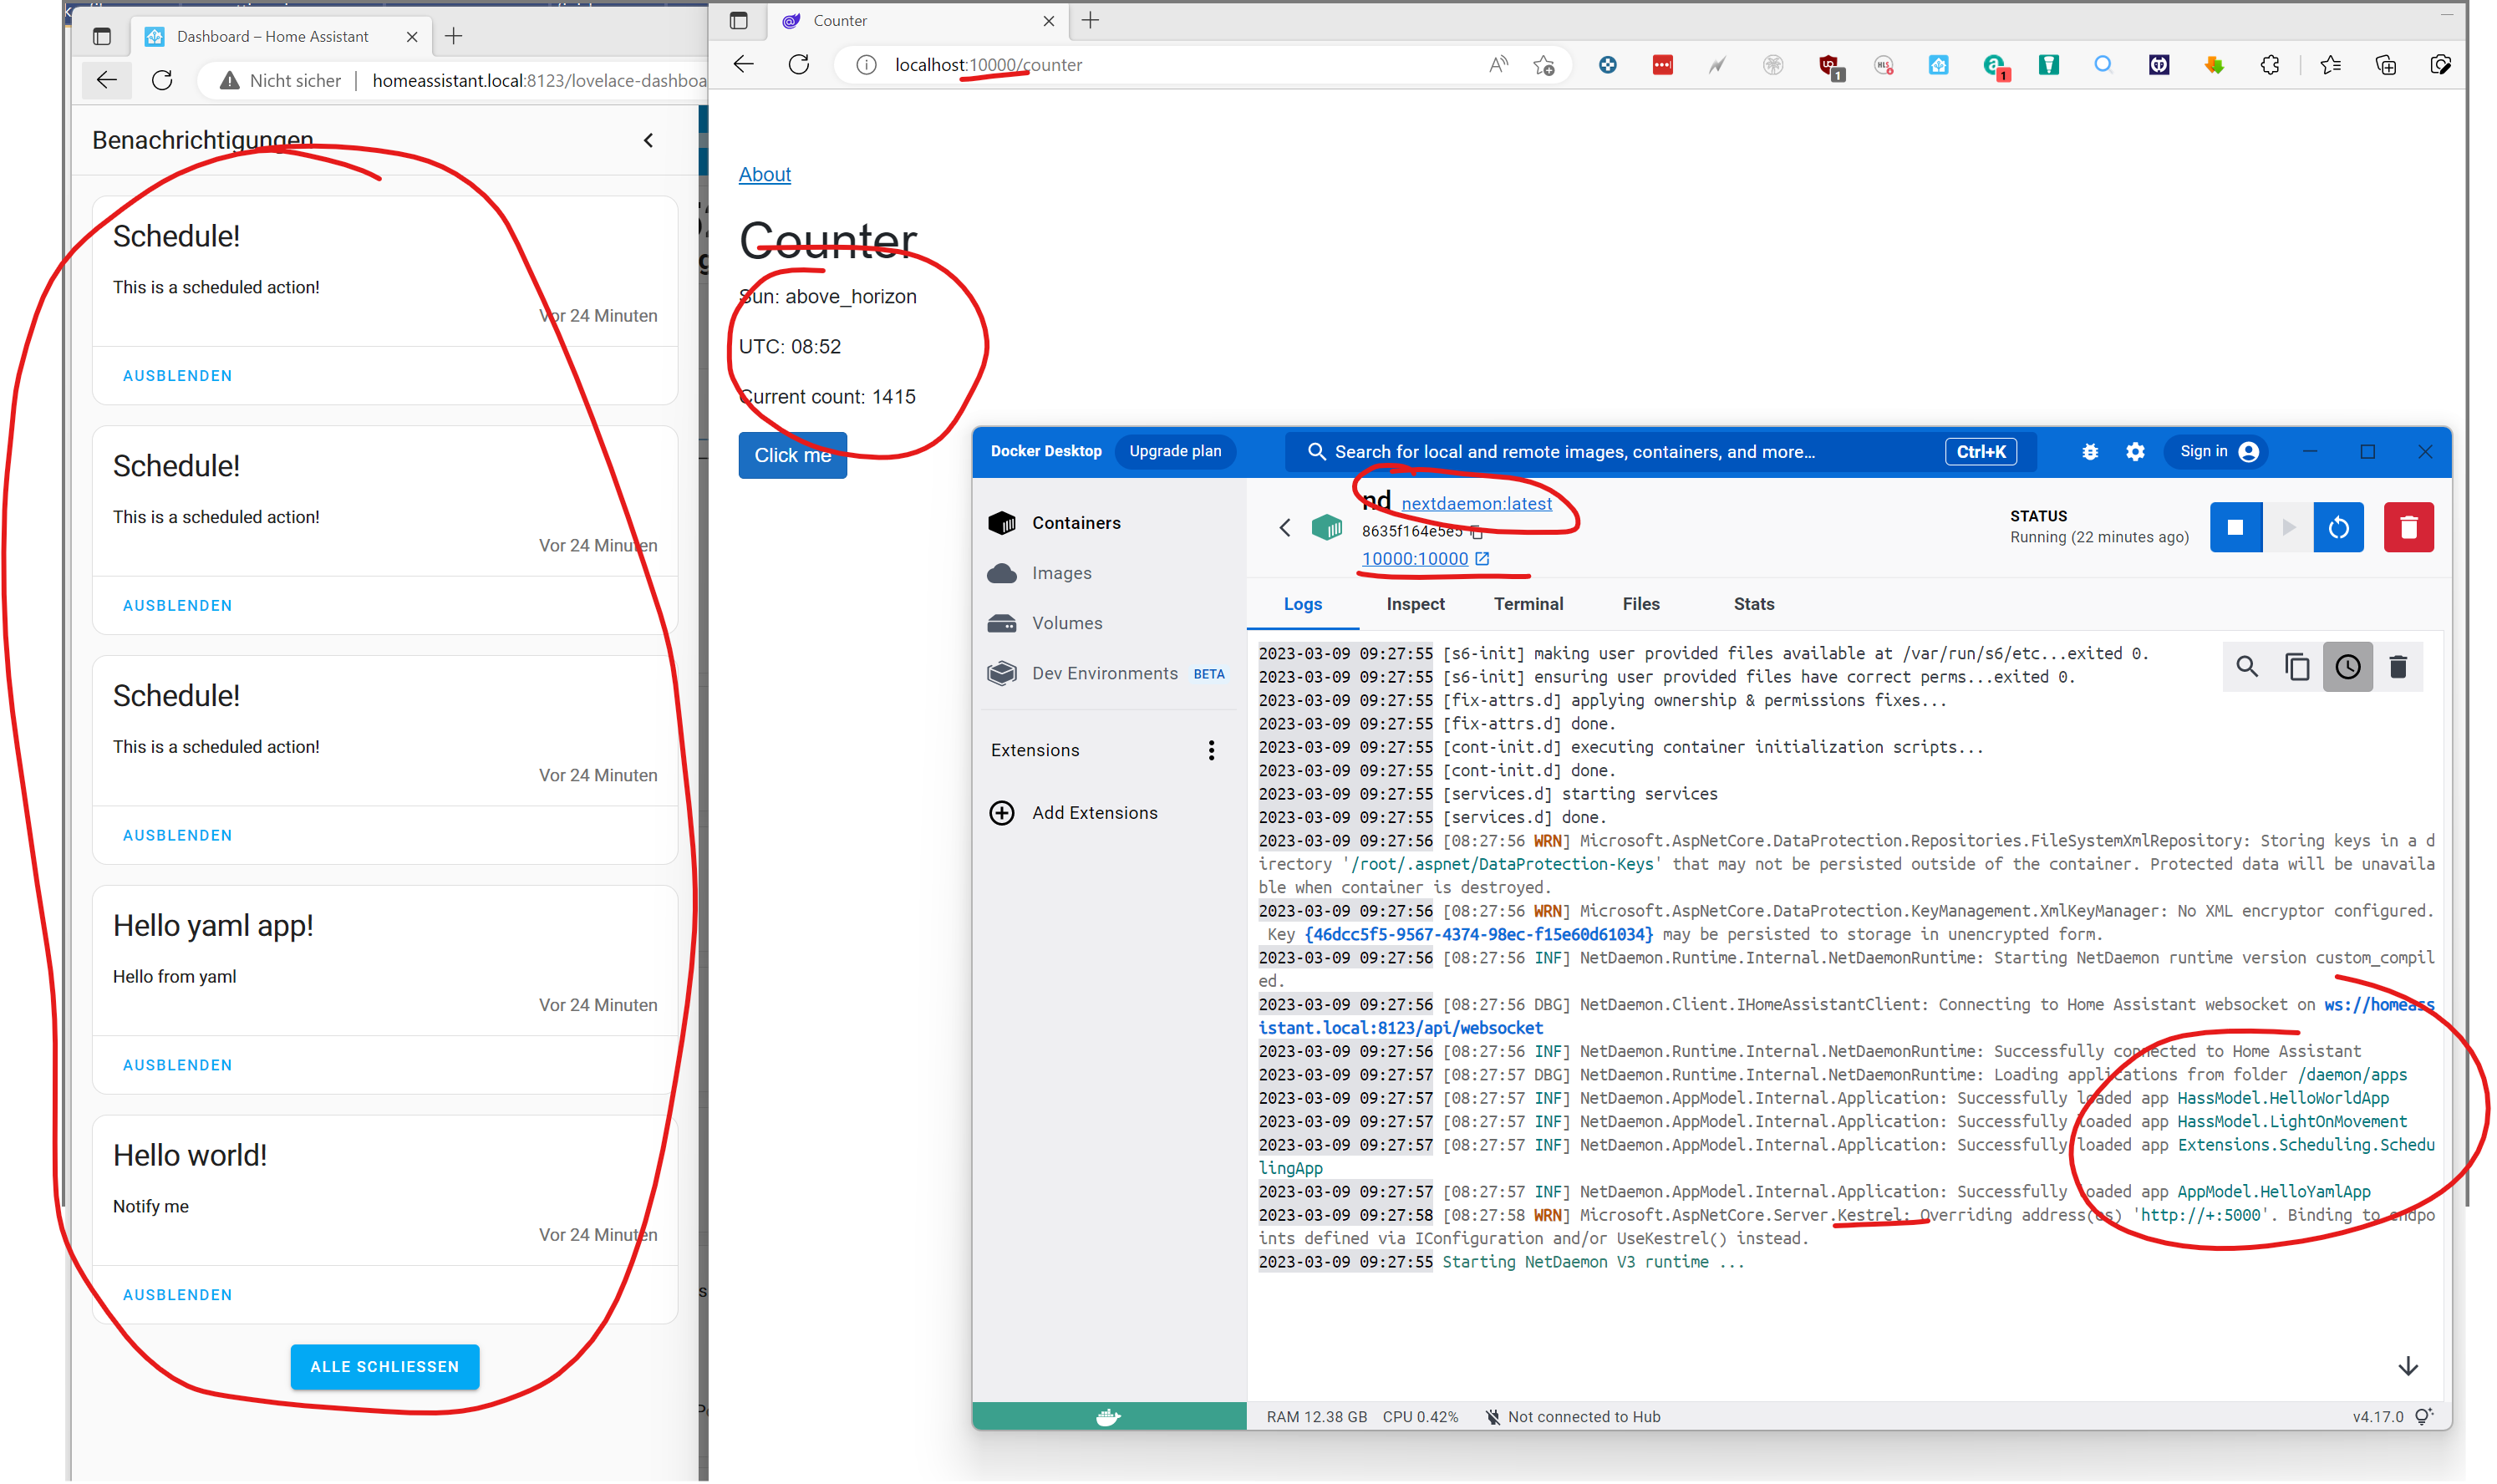 Dashboard – Home Assistant
Nicht sicher
homeassistant.local:8123/lovelace-dashboa
Benachrichtigungen
Schedule!
This is a scheduled action!
Vor 24 Minuten
AUSBLENDEN
Schedule!
This is a scheduled action!
Vor 24 Minuten
AUSBLENDEN
Schedule!
This is a scheduled action!
Vor 24 Minuten
AUSBLENDEN
Hello yaml app!
Hello from yaml
Vor 24 Minuten
AUSBLENDEN
Hello world!
Notify me
Vor 24 Minuten
AUSBLENDEN
ALLE SCHLIESSEN
Counter
localhost:10000/counter
About
Counter
Sun: above_horizon
UTC: 08:52
Current count: 1415
Click me
Docker Desktop
Upgrade plan
Search for local and remote images, containers, and more...
Ctrl+K
Sign in
Containers
Images
Volumes
Dev Environments BETA
Extensions
Add Extensions
nd nextdaemon:latest
8635f164e5e5
10000:10000
STATUS
Running (22 minutes ago)
Logs Inspect Terminal Files Stats
2023-03-09 09:27:55 [s6-init] making user provided files available at /var/run/s6/etc...exited 0.
2023-03-09 09:27:55 [s6-init] ensuring user provided files have correct perms...exited 0.
2023-03-09 09:27:55 [fix-attrs.d] applying ownership & permissions fixes...
2023-03-09 09:27:55 [fix-attrs.d] done.
2023-03-09 09:27:55 [cont-init.d] executing container initialization scripts...
2023-03-09 09:27:55 [cont-init.d] done.
2023-03-09 09:27:55 [services.d] starting services
2023-03-09 09:27:55 [services.d] done.
2023-03-09 09:27:56 [08:27:56 WRN] Microsoft.AspNetCore.DataProtection.Repositories.FileSystemXmlRepository: Storing keys in a d
irectory '/root/.aspnet/DataProtection-Keys' that may not be persisted outside of the container. Protected data will be unavaila
ble when container is destroyed.
2023-03-09 09:27:56 [08:27:56 WRN] Microsoft.AspNetCore.DataProtection.KeyManagement.XmlKeyManager: No XML encryptor configured.
Key {46dcc5f5-9567-4374-98ec-f15e60d61034} may be persisted to storage in unencrypted form.
2023-03-09 09:27:56 [08:27:56 INF] NetDaemon.Runtime.Internal.NetDaemonRuntime: Starting NetDaemon runtime version custom_compil
ed.
2023-03-09 09:27:56 [08:27:56 DBG] NetDaemon.Client.IHomeAssistantClient: Connecting to Home Assistant websocket on ws://homeass
istant.local:8123/api/websocket
2023-03-09 09:27:56 [08:27:56 INF] NetDaemon.Runtime.Internal.NetDaemonRuntime: Successfully connected to Home Assistant
2023-03-09 09:27:57 [08:27:57 DBG] NetDaemon.Runtime.Internal.NetDaemonRuntime: Loading applications from folder /daemon/apps
2023-03-09 09:27:57 [08:27:57 INF] NetDaemon.AppModel.Internal.Application: Successfully loaded app HassModel.HelloWorldApp
2023-03-09 09:27:57 [08:27:57 INF] NetDaemon.AppModel.Internal.Application: Successfully loaded app HassModel.LightOnMovement
2023-03-09 09:27:57 [08:27:57 INF] NetDaemon.AppModel.Internal.Application: Successfully loaded app Extensions.Scheduling.Schedu
lingApp
2023-03-09 09:27:57 [08:27:57 INF] NetDaemon.AppModel.Internal.Application: Successfully loaded app AppModel.HelloYamlApp
2023-03-09 09:27:58 [08:27:58 WRN] Microsoft.AspNetCore.Server.Kestrel: Overriding address(es) 'http://+:5000'. Binding to endpo
ints defined via IConfiguration and/or UseKestrel() instead.
2023-03-09 09:27:55 Starting NetDaemon V3 runtime ...
RAM 12.38 GB CPU 0.42% Not connected to Hub
v4.17.0